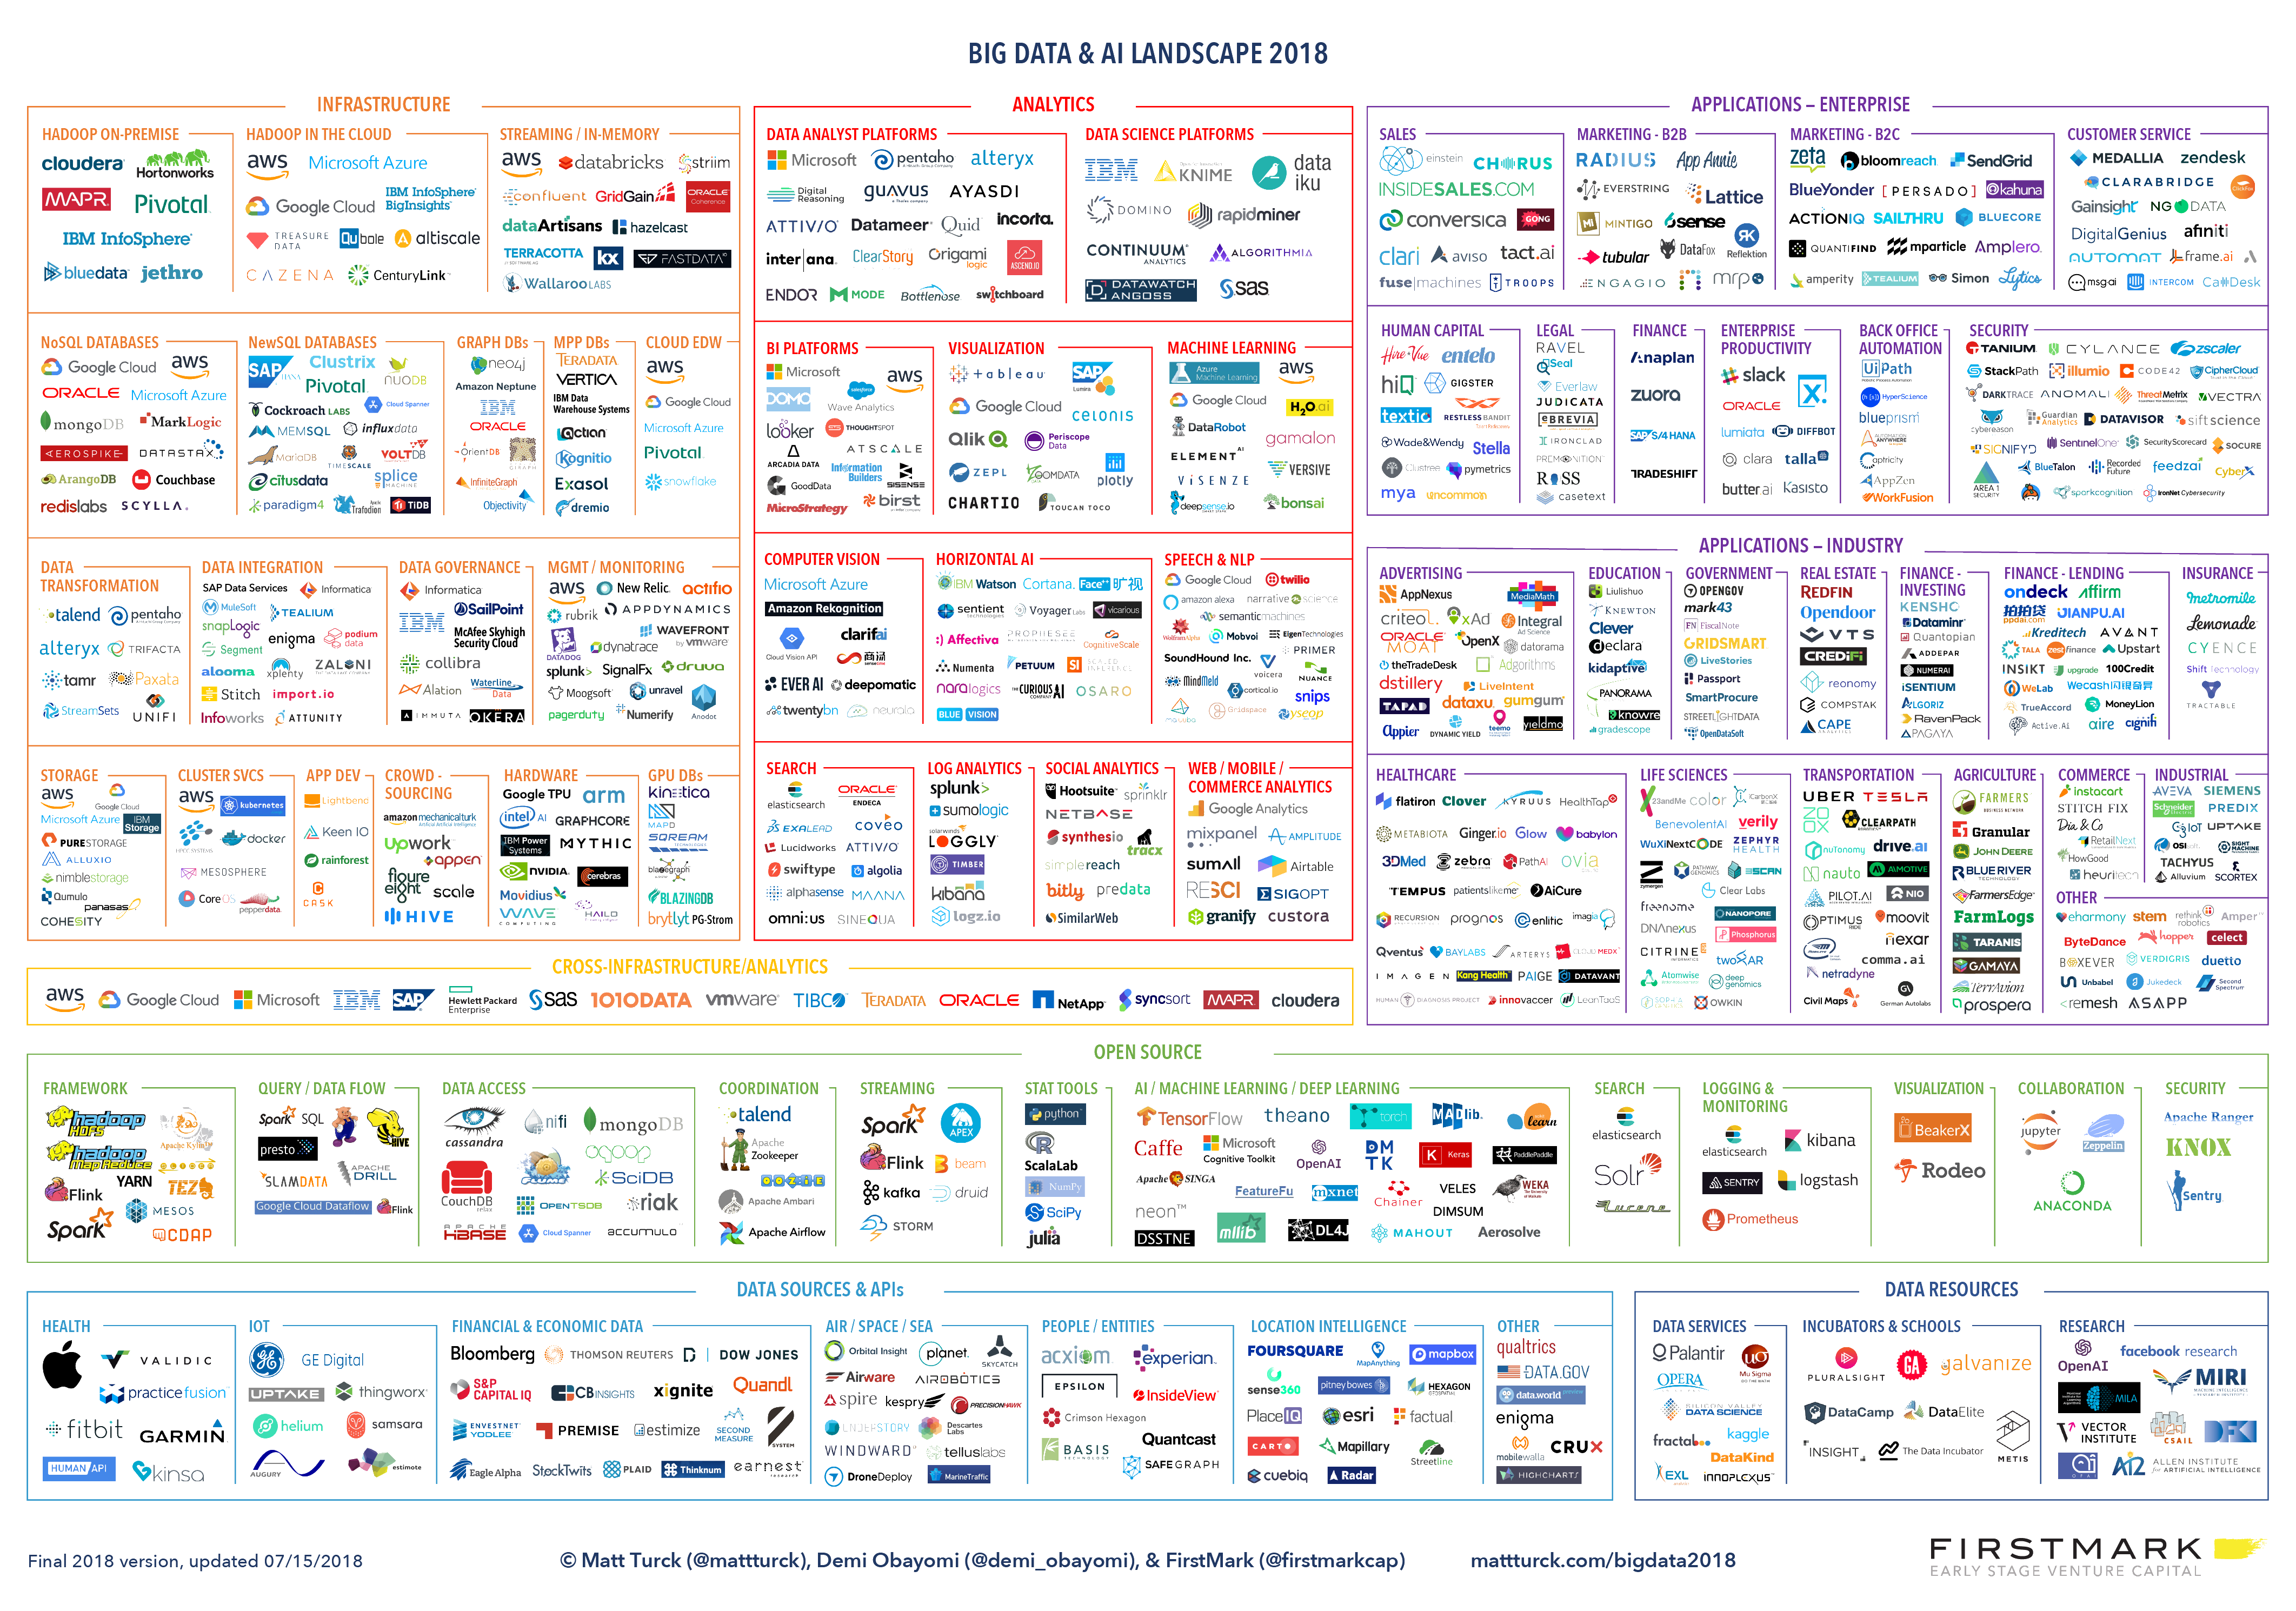 BIG DATA & AI LANDSCAPE 2018
INFRASTRUCTURE
HADOOP ON-PREMISE
cloudera Hortonworks
MAPR Pivotal
IBM InfoSphere
bluedata jethro
HADOOP IN THE CLOUD
aws Microsoft Azure
Google Cloud IBM InfoSphere BigInsights
TREASURE DATA Qubole altiscale
CAZENA CenturyLink
STREAMING / IN-MEMORY
aws databricks striim
confluent GridGain ORACLE Coherence
dataArtisans hazelcast
TERRACOTTA kx FASTDATA
Wallaroo LABS
NoSQL DATABASES
Google Cloud aws
ORACLE Microsoft Azure
mongoDB MarkLogic
AEROSPIKE DATASTAX
ArangoDB Couchbase
redislabs SCYLLA.
NewSQL DATABASES
SAP HANA Clustrix Pivotal NUODB
Cockroach LABS Cloud Spanner
MEMSQL influxdata
MariaDB TIMESCALE VOLTDB
citusdata splice MACHINE
paradigm4 Trafodion TiDB
GRAPH DBs
neo4j
Amazon Neptune
IBM
ORACLE
OrientDB GIRAPH
InfiniteGraph
Objectivity
MPP DBs
TERADATA
VERTICA
IBM Data Warehouse Systems
Actian
Kognitio
Exasol
dremio
CLOUD EDW
aws
Google Cloud
Microsoft Azure
Pivotal
snowflake
DATA TRANSFORMATION
talend pentaho
alteryx TRIFACTA
tamr Paxata
StreamSets UNIFI
DATA INTEGRATION
SAP Data Services Informatica
MuleSoft TEALIUM
snapLogic enigma podium data
Segment
alooma xplenty ZALONI
Stitch import.io
Infoworks ATTUNITY
DATA GOVERNANCE
Informatica
IBM SailPoint
McAfee Skyhigh Security Cloud
collibra
Alation Waterline Data
IMMUTA OKERA
MGMT / MONITORING
aws New Relic. actifio
rubrik APPDYNAMICS
DATADOG dynatrace WAVEFRONT by vmware
splunk> SignalFx druva
Moogsoft unravel
pagerduty Numerify Anodot
STORAGE
aws Google Cloud
Microsoft Azure IBM Storage
PURESTORAGE
ALLUXIO
nimblestorage
Qumulo panasas
COHESITY
CLUSTER SVCS
aws kubernetes
HPCC SYSTEMS docker
MESOSPHERE
CoreOS pepperdata
APP DEV
Lightbend
Keen IO
rainforest
CASK
CROWD-SOURCING
amazon mechanical turk
Upwork appen
figure eight scale
HIVE
HARDWARE
Google TPU arm
intel AI GRAPHCORE
IBM Power Systems MYTHIC
NVIDIA. cerebras
Movidius
WAVE COMPUTING HAILO
GPU DBs
kinetica
MAPD
SQREAM TECHNOLOGIES
blazegraph
BLAZINGDB
brytlyt PG-Strom
ANALYTICS
DATA ANALYST PLATFORMS
Microsoft pentaho alteryx
Digital Reasoning guavus AYASDI
ATTIV/O Datameer Quid incorta.
inter ana. ClearStory Origami logic ASCEND.IO
ENDOR MODE Bottlenose switchboard
DATA SCIENCE PLATFORMS
IBM KNIME data iku
DOMINO rapidminer
CONTINUUM ANALYTICS ALGORITHMIA
DATAWATCH ANGOSS sas
BI PLATFORMS
Microsoft
DOMO salesforce Wave Analytics aws
looker THOUGHTSPOT
ARCADIA DATA ATSCALE
GoodData Information Builders SISENSE
MicroStrategy birst
VISUALIZATION
tableau SAP Lumira
Google Cloud celonis
Qlik Periscope Data
ZEPL ZOOMDATA plotly
CHARTIO TOUCAN TOCO
MACHINE LEARNING
Azure Machine Learning aws
Google Cloud H2O.ai
DataRobot gamalon
ELEMENT AI VERSIVE
ViSENZE
deepsense.io bonsai
COMPUTER VISION
Microsoft Azure
Amazon Rekognition
Cloud Vision API clarifai
商汤 sensetime
EVER AI deepomatic
twentybn neurala
HORIZONTAL AI
IBM Watson Cortana. Face++ 旷视
sentient Voyager Labs vicarious
Affectiva PROPHESEE CognitiveScale
Numenta PETUUM SCALED INFERENCE
naralogics THE CURIOUS AI COMPANY OSARO
BLUE VISION
SPEECH & NLP
Google Cloud twilio
amazon alexa narrative science
semanticmachines
WolframAlpha Mobvoi EigenTechnologies
SoundHound Inc. voicera PRIMER
MindMeld cortical.io NUANCE
snips
Maluuba Gridspace yseop
SEARCH
elasticsearch ORACLE ENDECA
EXALEAD coveo
Lucidworks ATTIV/O
swiftype algolia
alphasense MAANA
omni:us SINEQUA
LOG ANALYTICS
splunk>
sumologic
solarwinds LOGGLY
TIMBER
kibana
logz.io
SOCIAL ANALYTICS
Hootsuite sprinklr
NETBASE
synthesio tracx
simplereach
bitly predata
SimilarWeb
WEB / MOBILE / COMMERCE ANALYTICS
Google Analytics
mixpanel AMPLITUDE
sumAll Airtable
RESCI SIGOPT
granify custora
CROSS-INFRASTRUCTURE/ANALYTICS
aws Google Cloud Microsoft IBM SAP Hewlett Packard Enterprise sas 1010DATA vmware TIBCO TERADATA ORACLE NetApp syncsort MAPR cloudera
APPLICATIONS – ENTERPRISE
SALES
einstein CHORUS
INSIDESALES.COM
conversica GONG
clari aviso tact.ai
fuse|machines TROOPS
MARKETING - B2B
RADIUS App Annie
EVERSTRING Lattice
MINTIGO 6sense
tubular DataFox Reflektion
ENGAGIO mrp
MARKETING - B2C
zeta bloomreach SendGrid
BlueYonder [PERSADO] kahuna
ACTIONIQ SAILTHRU BLUECORE
QUANTIFIND mparticle Amplero.
amperity TEALIUM Simon Lytics
CUSTOMER SERVICE
MEDALLIA zendesk
CLARABRIDGE ClickFox
Gainsight NGDATA
DigitalGenius afiniti
AUTOMAT frame.ai
msg.ai INTERCOM Ca##Desk
HUMAN CAPITAL
HireVue entelo
hiQ GIGSTER
textio RESTLESS BANDIT
Wade&Wendy Stella
Clustree pymetrics
mya uncommon
LEGAL
RAVEL
Seal
Everlaw
JUDICATA
eBREVIA
IRONCLAD
PREMONITION
ROSS
casetext
FINANCE
Anaplan
zuora
SAP S/4 HANA
TRADESHIFT
ENTERPRISE PRODUCTIVITY
slack
ORACLE X.
lumiata DIFFBOT
clara talla
butter.ai Kasisto
BACK OFFICE AUTOMATION
UiPath
HyperScience
blueprism
AUTOMATION ANYWHERE
Captricity
AppZen
WorkFusion
SECURITY
TANIUM. CYLANCE zscaler
StackPath illumio CODE42 CipherCloud
DARKTRACE ANOMALI ThreatMetrix VECTRA
cybereason Guardian Analytics DATAVISOR sift science
SIGNIFYD SentinelOne SecurityScorecard SOCURE
AREA 1 SECURITY BlueTalon Recorded Future feedzai CyberX
sparkcognition IronNet Cybersecurity
APPLICATIONS – INDUSTRY
ADVERTISING
AppNexus MediaMath
criteo. xAd Integral Ad Science
ORACLE MOAT OpenX datorama
theTradeDesk Adgorithms
dstillery LiveIntent
TAPAD dataxu. gumgum
Appier DYNAMIC YIELD teemo yieldmo
EDUCATION
Liulishuo
KNEWTON
Clever
declara
kidaptive
PANORAMA
knowre
gradescope
GOVERNMENT
OPENGOV
mark43
FN FiscalNote
GRIDSMART
LiveStories
Passport
SmartProcure
STREETLIGHTDATA
OpenDataSoft
REAL ESTATE
REDFIN
Opendoor
VTS
CREDiFi
reonomy
COMPSTAK
CAPE ANALYTICS
FINANCE - INVESTING
KENSHO
Dataminr
Quantopian
ADDEPAR
NUMERAI
iSENTIUM
ALGORIZ
RavenPack
PAGAYA
FINANCE - LENDING
ondeck affirm
拍拍贷 ppdai.com JIANPU.AI
Kreditech AVANT
TALA zestfinance Upstart
INSIKT upgrade 100Credit
WeLab Wecash闪银奇异
TrueAccord MoneyLion
Active.Ai aire cignifi
INSURANCE
metromile
Lemonade
CYENCE
Shift Technology
TRACTABLE
HEALTHCARE
flatiron Clover KYRUUS HealthTap
METABIOTA Ginger.io Glow babylon
3DMed zebra PathAI ovia
TEMPUS patientslikeme AiCure
RECURSION prognos enlitic imagia
Qventus BAYLABS ARTERYS CLOUD MEDX
IMAGEN Kang Health PAIGE DATAVANT
HUMAN DIAGNOSIS PROJECT innovaccer LeanTaaS
LIFE SCIENCES
23andMe color CarbonX
BenevolentAI verily
WuXiNextCODE ZEPHYR HEALTH
zymergen PATHWAY GENOMICS SCAN
Clear Labs
freenome NANOPORE
DNAnexus Phosphorus
CITRINE INFORMATICS twoXAR
Atomwise deep genomics
SOPHIA GENETICS OWKIN
TRANSPORTATION
UBER TESLA
ZOOX CLEARPATH
nuTonomy drive.ai
nauto AIMOTIVE
PILOT.AI NIO
OPTIMUS RIDE moovit
nexar
comma.ai
netradyne
Civil Maps German Autolabs
AGRICULTURE
FARMERS BUSINESS NETWORK
Granular
JOHN DEERE
BLUE RIVER TECHNOLOGY
FarmersEdge
FarmLogs
TARANIS
GAMAYA
TerrAvion
prospera
COMMERCE
instacart
STITCH FIX
Dia & Co
RetailNext
HowGood
heuritech
INDUSTRIAL
AVEVA SIEMENS
Schneider Electric PREDIX
C3 IoT UPTAKE
OSIsoft. SIGHT MACHINE
TACHYUS
Alluvium SCORTEX
OTHER
eharmony stem rethink robotics Amper
ByteDance hopper celect
BOXEVER VERDIGRIS duetto
Unbabel Jukedeck Second Spectrum
<remesh ASAPP
OPEN SOURCE
FRAMEWORK
hadoop HDFS Apache Kylin
hadoop MapReduce
Flink YARN TEZ
MESOS
Spark CDAP
QUERY / DATA FLOW
Spark SQL HIVE
presto
SLAMDATA APACHE DRILL
Google Cloud Dataflow Flink
DATA ACCESS
cassandra nifi mongoDB
sqoop
CouchDB relax FLUME SciDB
OPENTSDB riak
APACHE HBASE Cloud Spanner accumulo
COORDINATION
talend
Apache Zookeeper
OOZIE
Apache Ambari
Apache Airflow
STREAMING
Spark APEX
Flink beam
kafka druid
STORM
STAT TOOLS
python
R
ScalaLab
NumPy
SciPy
julia
AI / MACHINE LEARNING / DEEP LEARNING
TensorFlow theano torch MADlib. learn
Caffe Microsoft Cognitive Toolkit OpenAI DMTK Keras PaddlePaddle
Apache SINGA FeatureFu mxnet Chainer VELES WEKA
neon™ DIMSUM
DSSTNE mllib DL4J MAHOUT Aerosolve
SEARCH
elasticsearch
Solr
Lucene
LOGGING & MONITORING
elasticsearch kibana
SENTRY logstash
Prometheus
VISUALIZATION
BeakerX
Rodeo
COLLABORATION
jupyter Zeppelin
ANACONDA
SECURITY
Apache Ranger
KNOX
Sentry
DATA SOURCES & APIs
HEALTH
VALIDIC
practicefusion
fitbit GARMIN.
HUMAN/API kinsa
IOT
GE Digital
UPTAKE thingworx
helium samsara
AUGURY estimote
FINANCIAL & ECONOMIC DATA
Bloomberg THOMSON REUTERS D | DOW JONES
S&P CAPITAL IQ CBINSIGHTS xignite Quandl
ENVESTNET YODLEE PREMISE estimize SECOND MEASURE 7 SYSTEM
Eagle Alpha StockTwits PLAID Thinknum earnest
AIR / SPACE / SEA
Orbital Insight planet. SKYCATCH
Airware AIROBOTICS
spire kespry PRECISIONHAWK
UNDERSTORY Descartes Labs
WINDWARD telluslabs
DroneDeploy MarineTraffic
PEOPLE / ENTITIES
acxiom experian.
EPSILON InsideView
Crimson Hexagon
BASIS TECHNOLOGY Quantcast
SAFEGRAPH
LOCATION INTELLIGENCE
FOURSQUARE MapAnything mapbox
sense360 pitney bowes HEXAGON GEOSPATIAL
PlaceIQ esri factual
CARTO Mapillary Streetline
cuebiq Radar
OTHER
qualtrics
DATA.GOV
data.world
enigma
mobilewalla CRUX
HIGHCHARTS
DATA RESOURCES
DATA SERVICES
Palantir Mu Sigma
OPERA
SILICON VALLEY DATA SCIENCE
fractal kaggle
DataKind
EXL INNOPLEXUS
INCUBATORS & SCHOOLS
PLURALSIGHT GA galvanize
DataCamp DataElite
INSIGHT The Data Incubator METIS
RESEARCH
OpenAI facebook research
MILA MIRI
VECTOR INSTITUTE CSAIL DFKI
ai AI2 ALLEN INSTITUTE for ARTIFICIAL INTELLIGENCE
Final 2018 version, updated 07/15/2018
© Matt Turck (@mattturck), Demi Obayomi (@demi_obayomi), & FirstMark (@firstmarkcap)
mattturck.com/bigdata2018
FIRSTMARK
EARLY STAGE VENTURE CAPITAL